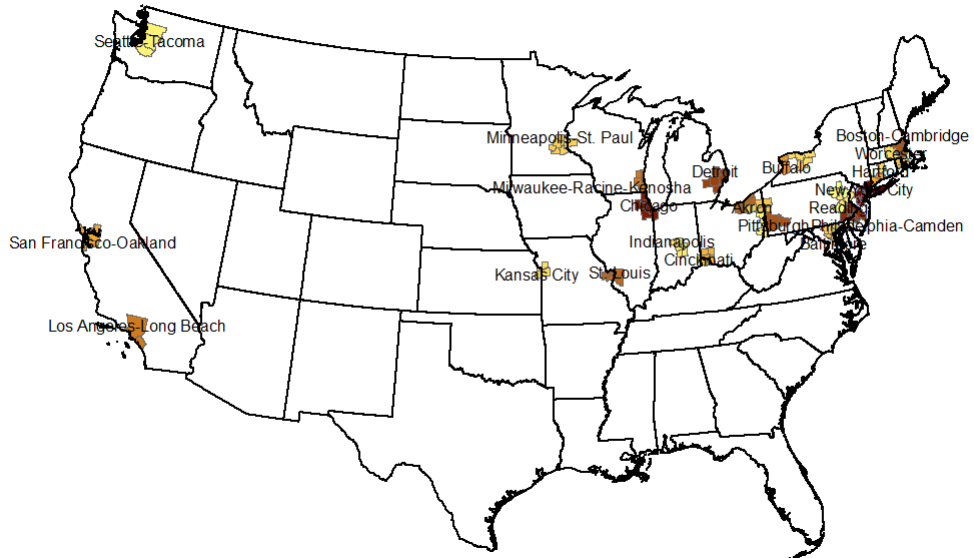 Seattle-Tacoma
Minneapolis-St. Paul
Boston-Cambridge
Worcester
Buffalo
Hartford
Detroit
Milwaukee-Racine-Kenosha
New York City
Chicago
Akron
Reading
Pittsburgh
Philadelphia-Camden
San Francisco-Oakland
Indianapolis
Baltimore
Cincinnati
Kansas City
St. Louis
Los Angeles-Long Beach